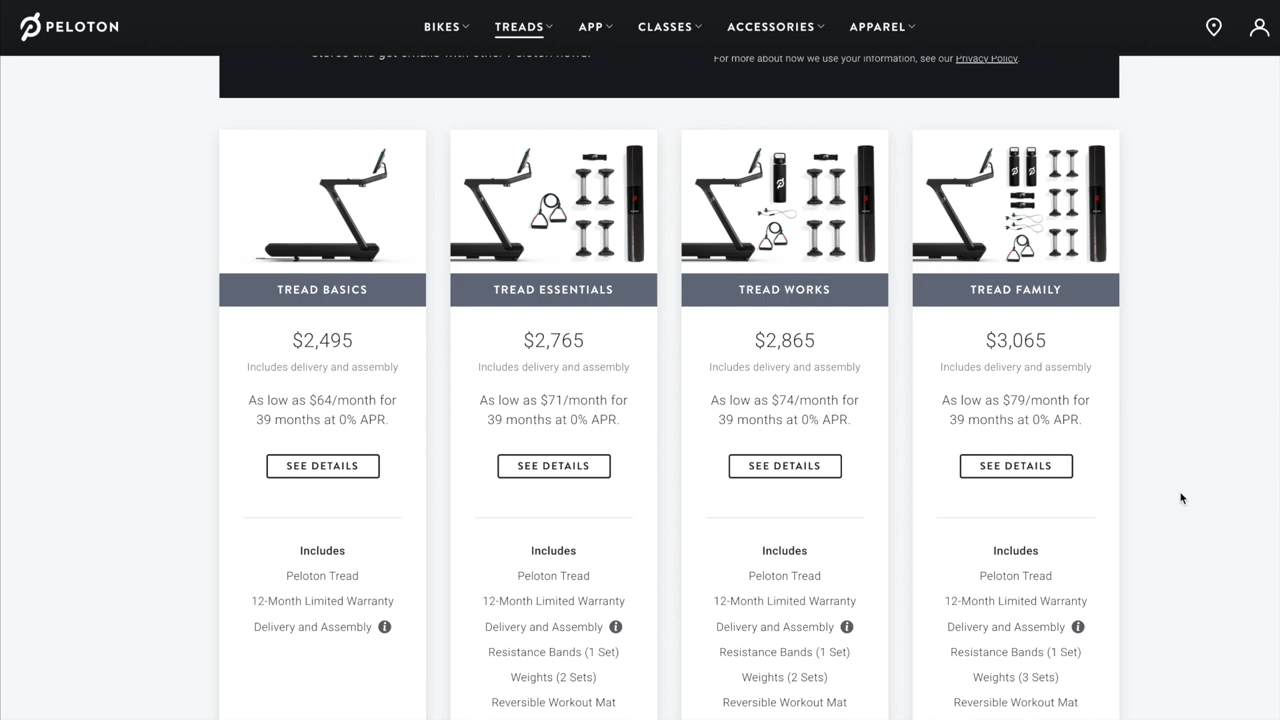 PELOTON
BIKES
TREADS
APP
CLASSES
ACCESSORIES
APPAREL
Stores and get emails with other Peloton news.
For more about how we use your information, see our Privacy Policy.
TREAD BASICS
$2,495
Includes delivery and assembly
As low as $64/month for
39 months at 0% APR.
SEE DETAILS
Includes
Peloton Tread
12-Month Limited Warranty
Delivery and Assembly
TREAD ESSENTIALS
$2,765
Includes delivery and assembly
As low as $71/month for
39 months at 0% APR.
SEE DETAILS
Includes
Peloton Tread
12-Month Limited Warranty
Delivery and Assembly
Resistance Bands (1 Set)
Weights (2 Sets)
Reversible Workout Mat
TREAD WORKS
$2,865
Includes delivery and assembly
As low as $74/month for
39 months at 0% APR.
SEE DETAILS
Includes
Peloton Tread
12-Month Limited Warranty
Delivery and Assembly
Resistance Bands (1 Set)
Weights (2 Sets)
Reversible Workout Mat
TREAD FAMILY
$3,065
Includes delivery and assembly
As low as $79/month for
39 months at 0% APR.
SEE DETAILS
Includes
Peloton Tread
12-Month Limited Warranty
Delivery and Assembly
Resistance Bands (1 Set)
Weights (3 Sets)
Reversible Workout Mat